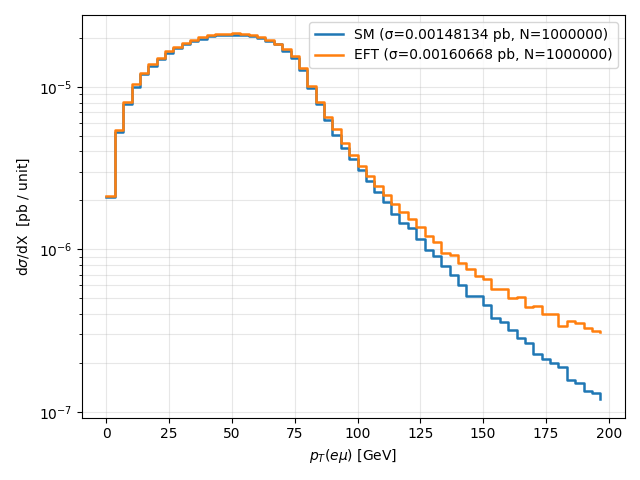 SM (σ=0.00148134 pb, N=1000000)
EFT (σ=0.00160668 pb, N=1000000)
dσ/dX [pb / unit]
10⁻⁵
10⁻⁶
10⁻⁷
0 25 50 75 100 125 150 175 200
p_T(eμ) [GeV]